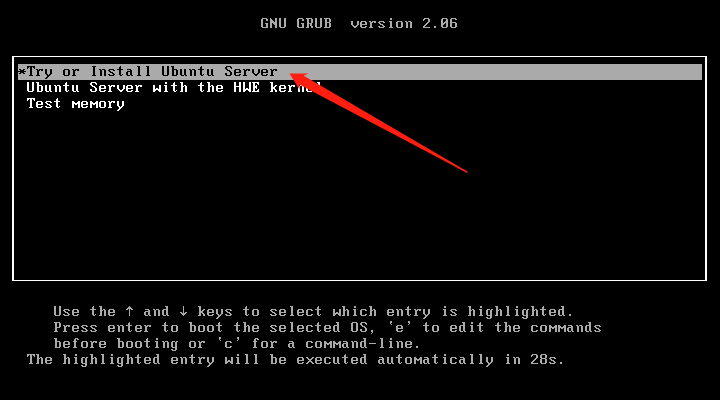 GNU GRUB  version 2.06
*Try or Install Ubuntu Server
Ubuntu Server with the HWE kernel
Test memory
Use the ↑ and ↓ keys to select which entry is highlighted.
Press enter to boot the selected OS, `e' to edit the commands
before booting or `c' for a command-line.
The highlighted entry will be executed automatically in 28s.